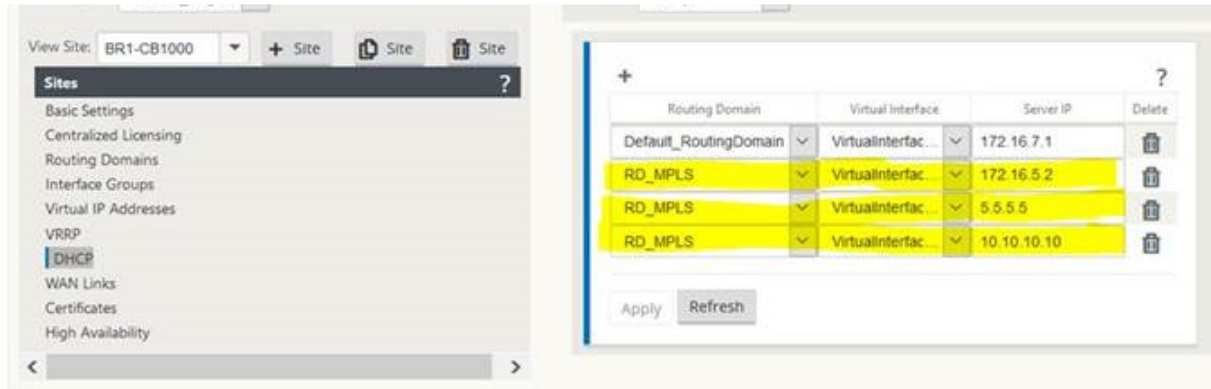 View Site: BR1-CB1000 + Site Site Site
Sites ?
Basic Settings
Centralized Licensing
Routing Domains
Interface Groups
Virtual IP Addresses
VRRP
DHCP
WAN Links
Certificates
High Availability
+ ?
Routing Domain Virtual Interface Server IP Delete
Default_RoutingDomain VirtualInterfac... 172.16.7.1
RD_MPLS VirtualInterfac... 172.16.5.2
RD_MPLS VirtualInterfac... 5.5.5.5
RD_MPLS VirtualInterfac... 10.10.10.10
Apply Refresh